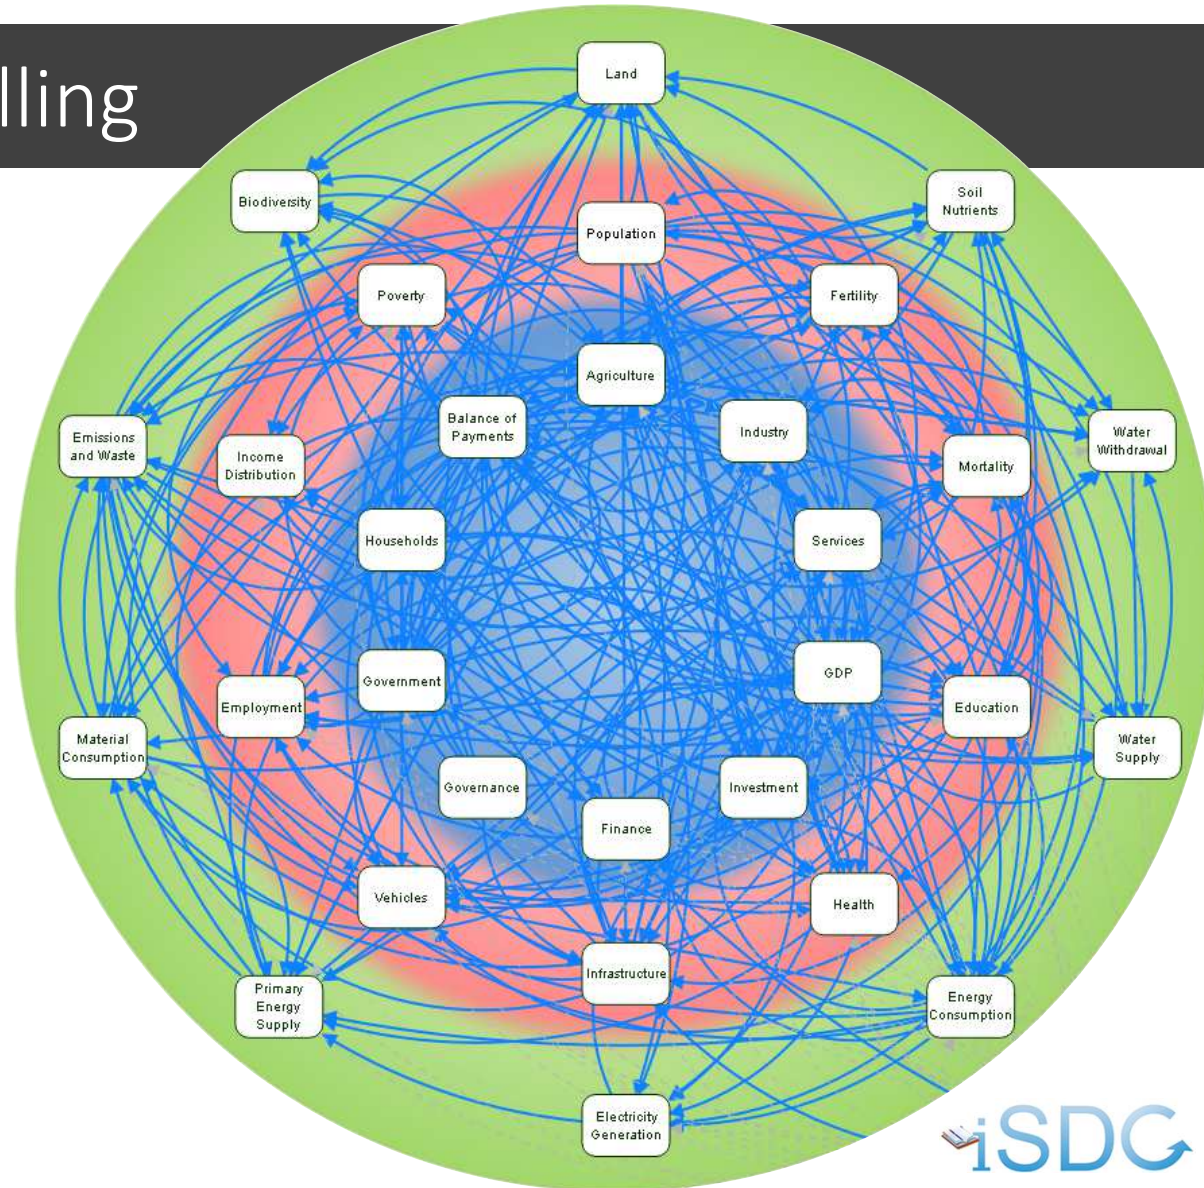 lling
Land
Biodiversity
Soil
Nutrients
Population
Poverty
Fertility
Agriculture
Balance of
Payments
Industry
Emissions
and Waste
Income
Distribution
Mortality
Water
Withdrawal
Households
Services
Government
GDP
Employment
Education
Material
Consumption
Water
Supply
Governance
Investment
Finance
Vehicles
Health
Infrastructure
Primary
Energy
Supply
Energy
Consumption
Electricity
Generation
iSDG